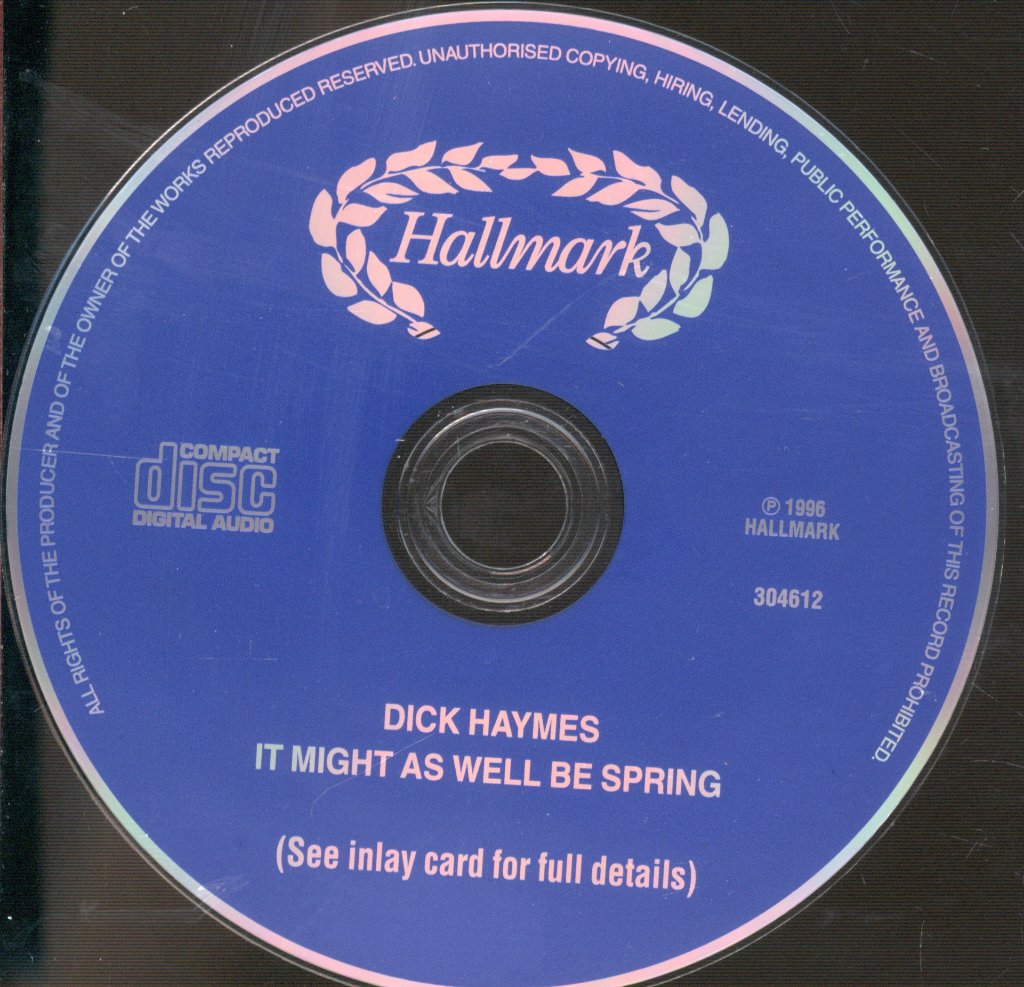 ALL RIGHTS OF THE PRODUCER AND OF THE OWNER OF THE WORKS REPRODUCED RESERVED. UNAUTHORISED COPYING, HIRING, LENDING, PUBLIC PERFORMANCE AND BROADCASTING OF THIS RECORD PROHIBITED.
Hallmark
COMPACT
disc
DIGITAL AUDIO
℗ 1996
HALLMARK
304612
DICK HAYMES
IT MIGHT AS WELL BE SPRING
(See inlay card for full details)